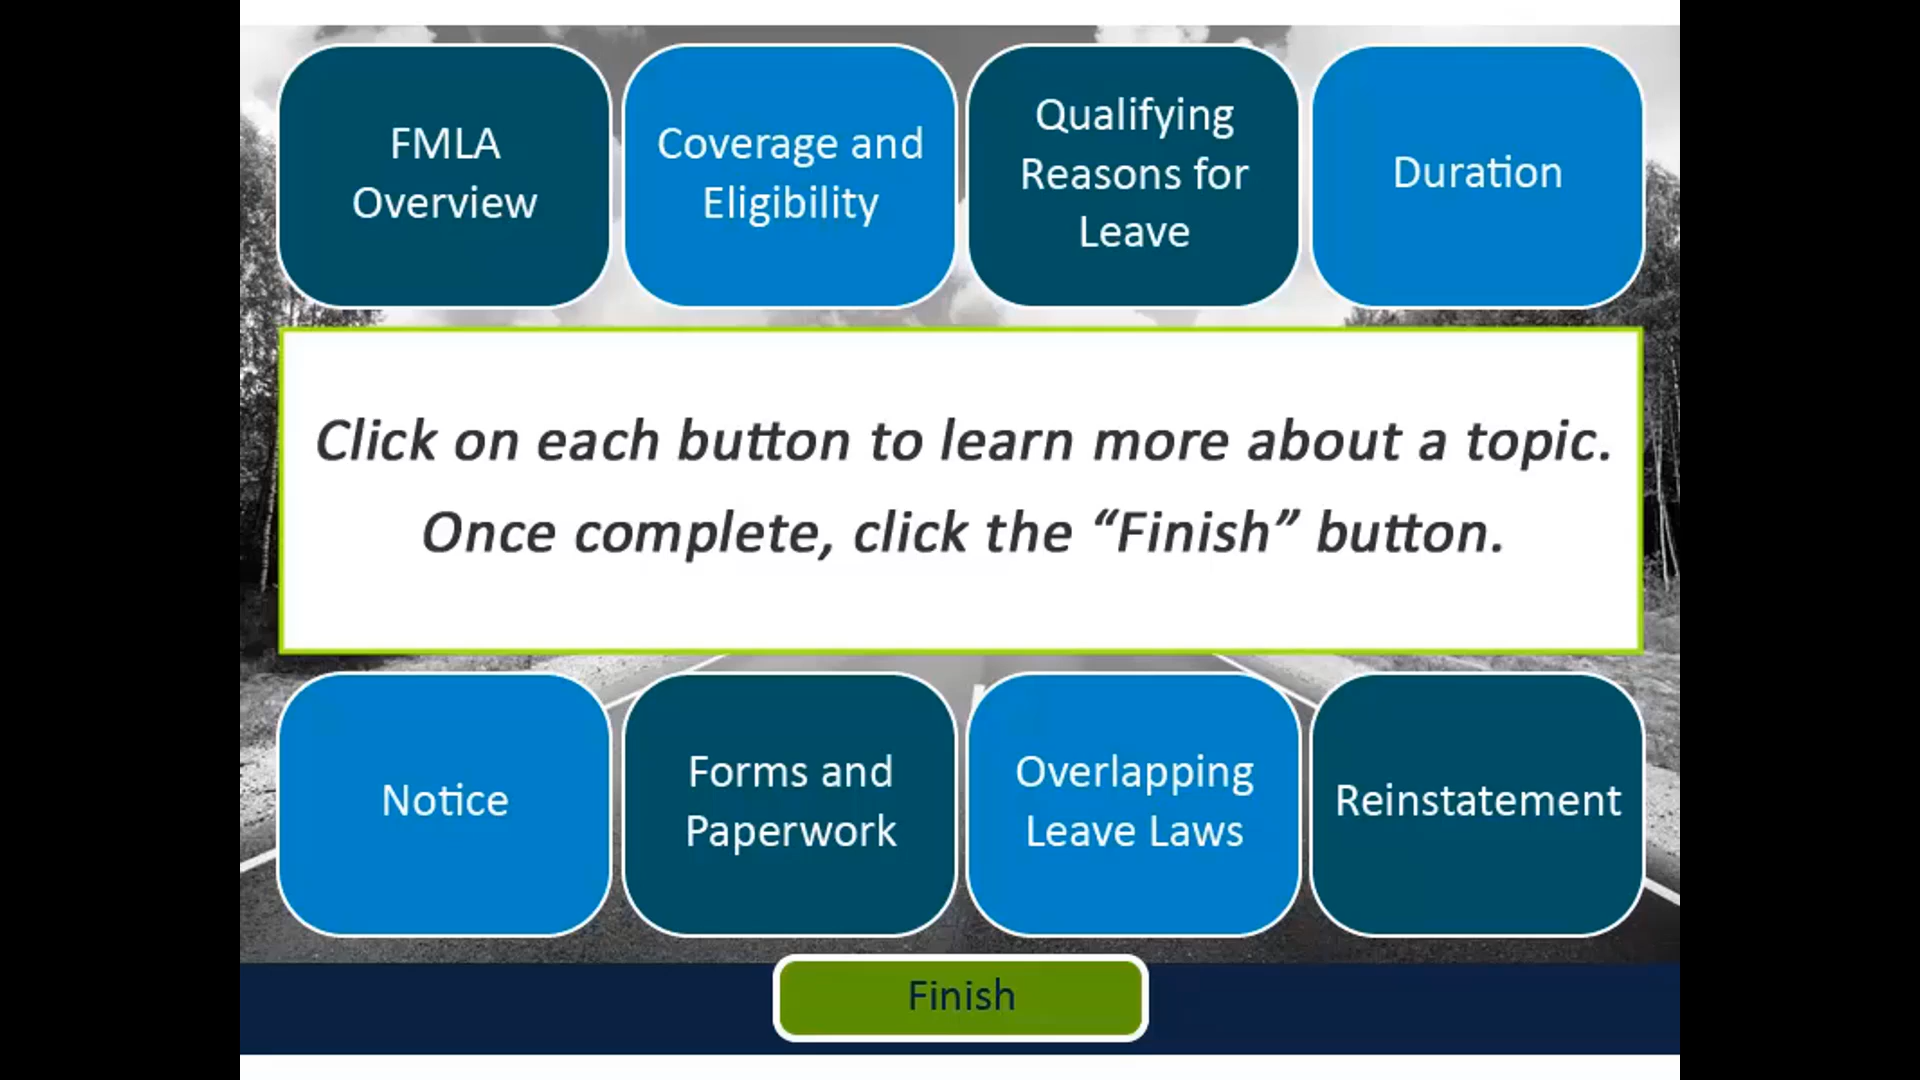 FMLA
Overview
Coverage and
Eligibility
Qualifying
Reasons for
Leave
Duration
Click on each button to learn more about a topic.
Once complete, click the “Finish” button.
Notice
Forms and
Paperwork
Overlapping
Leave Laws
Reinstatement
Finish